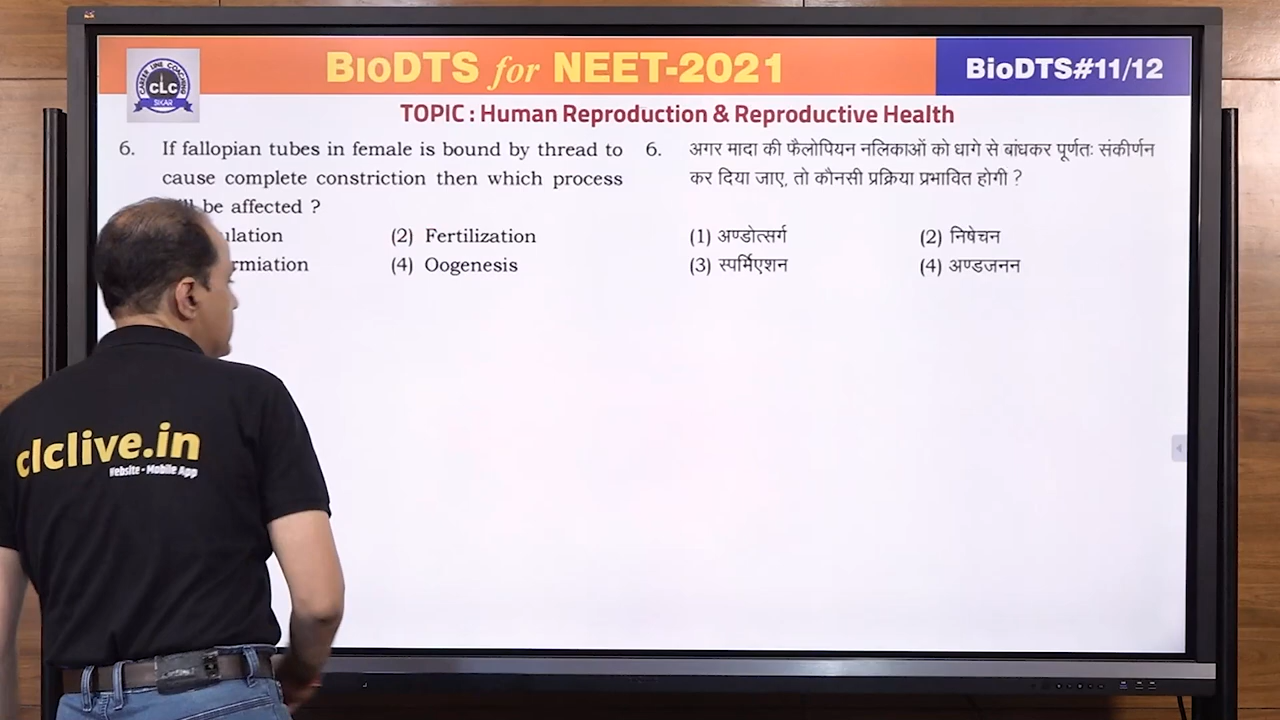 BIODTS for NEET-2021
BioDTS#11/12
CAREER LINE COACHING
CLC
SIKAR
TOPIC : Human Reproduction & Reproductive Health
6. If fallopian tubes in female is bound by thread to
cause complete constriction then which process
be affected ?
(2) Fertilization
(4) Oogenesis
6. अगर मादा की फैलोपियन नलिकाओं को धागे से बांधकर पूर्णतः संकीर्णन
कर दिया जाए, तो कौनसी प्रक्रिया प्रभावित होगी ?
(1) अण्डोत्सर्ग (2) निषेचन
(3) स्पर्मिएशन (4) अण्डजनन
clclive.in
Website - Mobile App